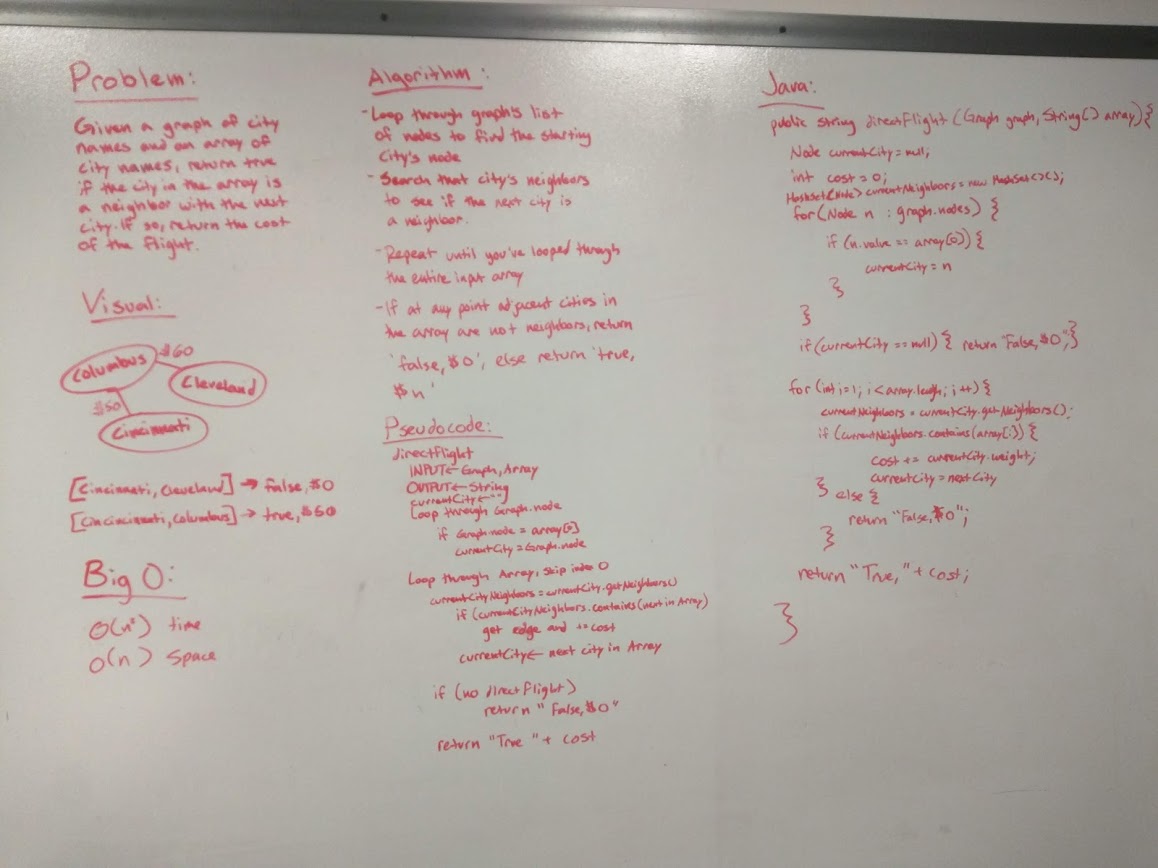 Problem:
Given a graph of city
names and an array of
city names, return true
if the city in the array is
a neighbor with the next
city. If so, return the cost
of the flight.
Visual:
Columbus
$60
Cleveland
$50
Cincinnati
[Cincinnati, Cleveland] → false, $0
[Cincicinnati, Columbus] → true, $50
Big O:
O(n²) time
O(n) space
Algorithm:
- Loop through graph's list
of nodes to find the starting
city's node
- Search that city's neighbors
to see if the next city is
a neighbor.
- Repeat until you've looped through
the entire input array
- If at any point adjacent cities in
the array are not neighbors, return
'false, $0', else return 'true,
$n'
Pseudocode:
directflight
INPUT ← Graph, Array
OUTPUT ← String
currentCity ← ""
Loop through Graph.node
if Graph.node = array[0]
currentCity = Graph.node
Loop through Array, skip index 0
currentCityNeighbors = currentCity.getNeighbors()
if (currentCityNeighbors.contains(next in Array)
get edge and += cost
currentCity ← next city in Array
if (no directflight)
return "False, $0"
return "True " + cost
Java:
public string directFlight (Graph graph, String[] array) {
Node currentCity = null;
int cost = 0;
HashSet<Node> currentNeighbors = new HashSet<>();
for (Node n : graph.nodes) {
if (n.value == array[0]) {
currentCity = n
}
}
if (currentCity == null) { return "False, $0"; }
for (int i = 1; i < array.length; i++) {
currentNeighbors = currentCity.getNeighbors();
if (currentNeighbors.contains(array[i]) {
cost += currentCity.weight;
currentCity = nextCity
} else {
return "False, $0";
}
return "True, " + cost;
}